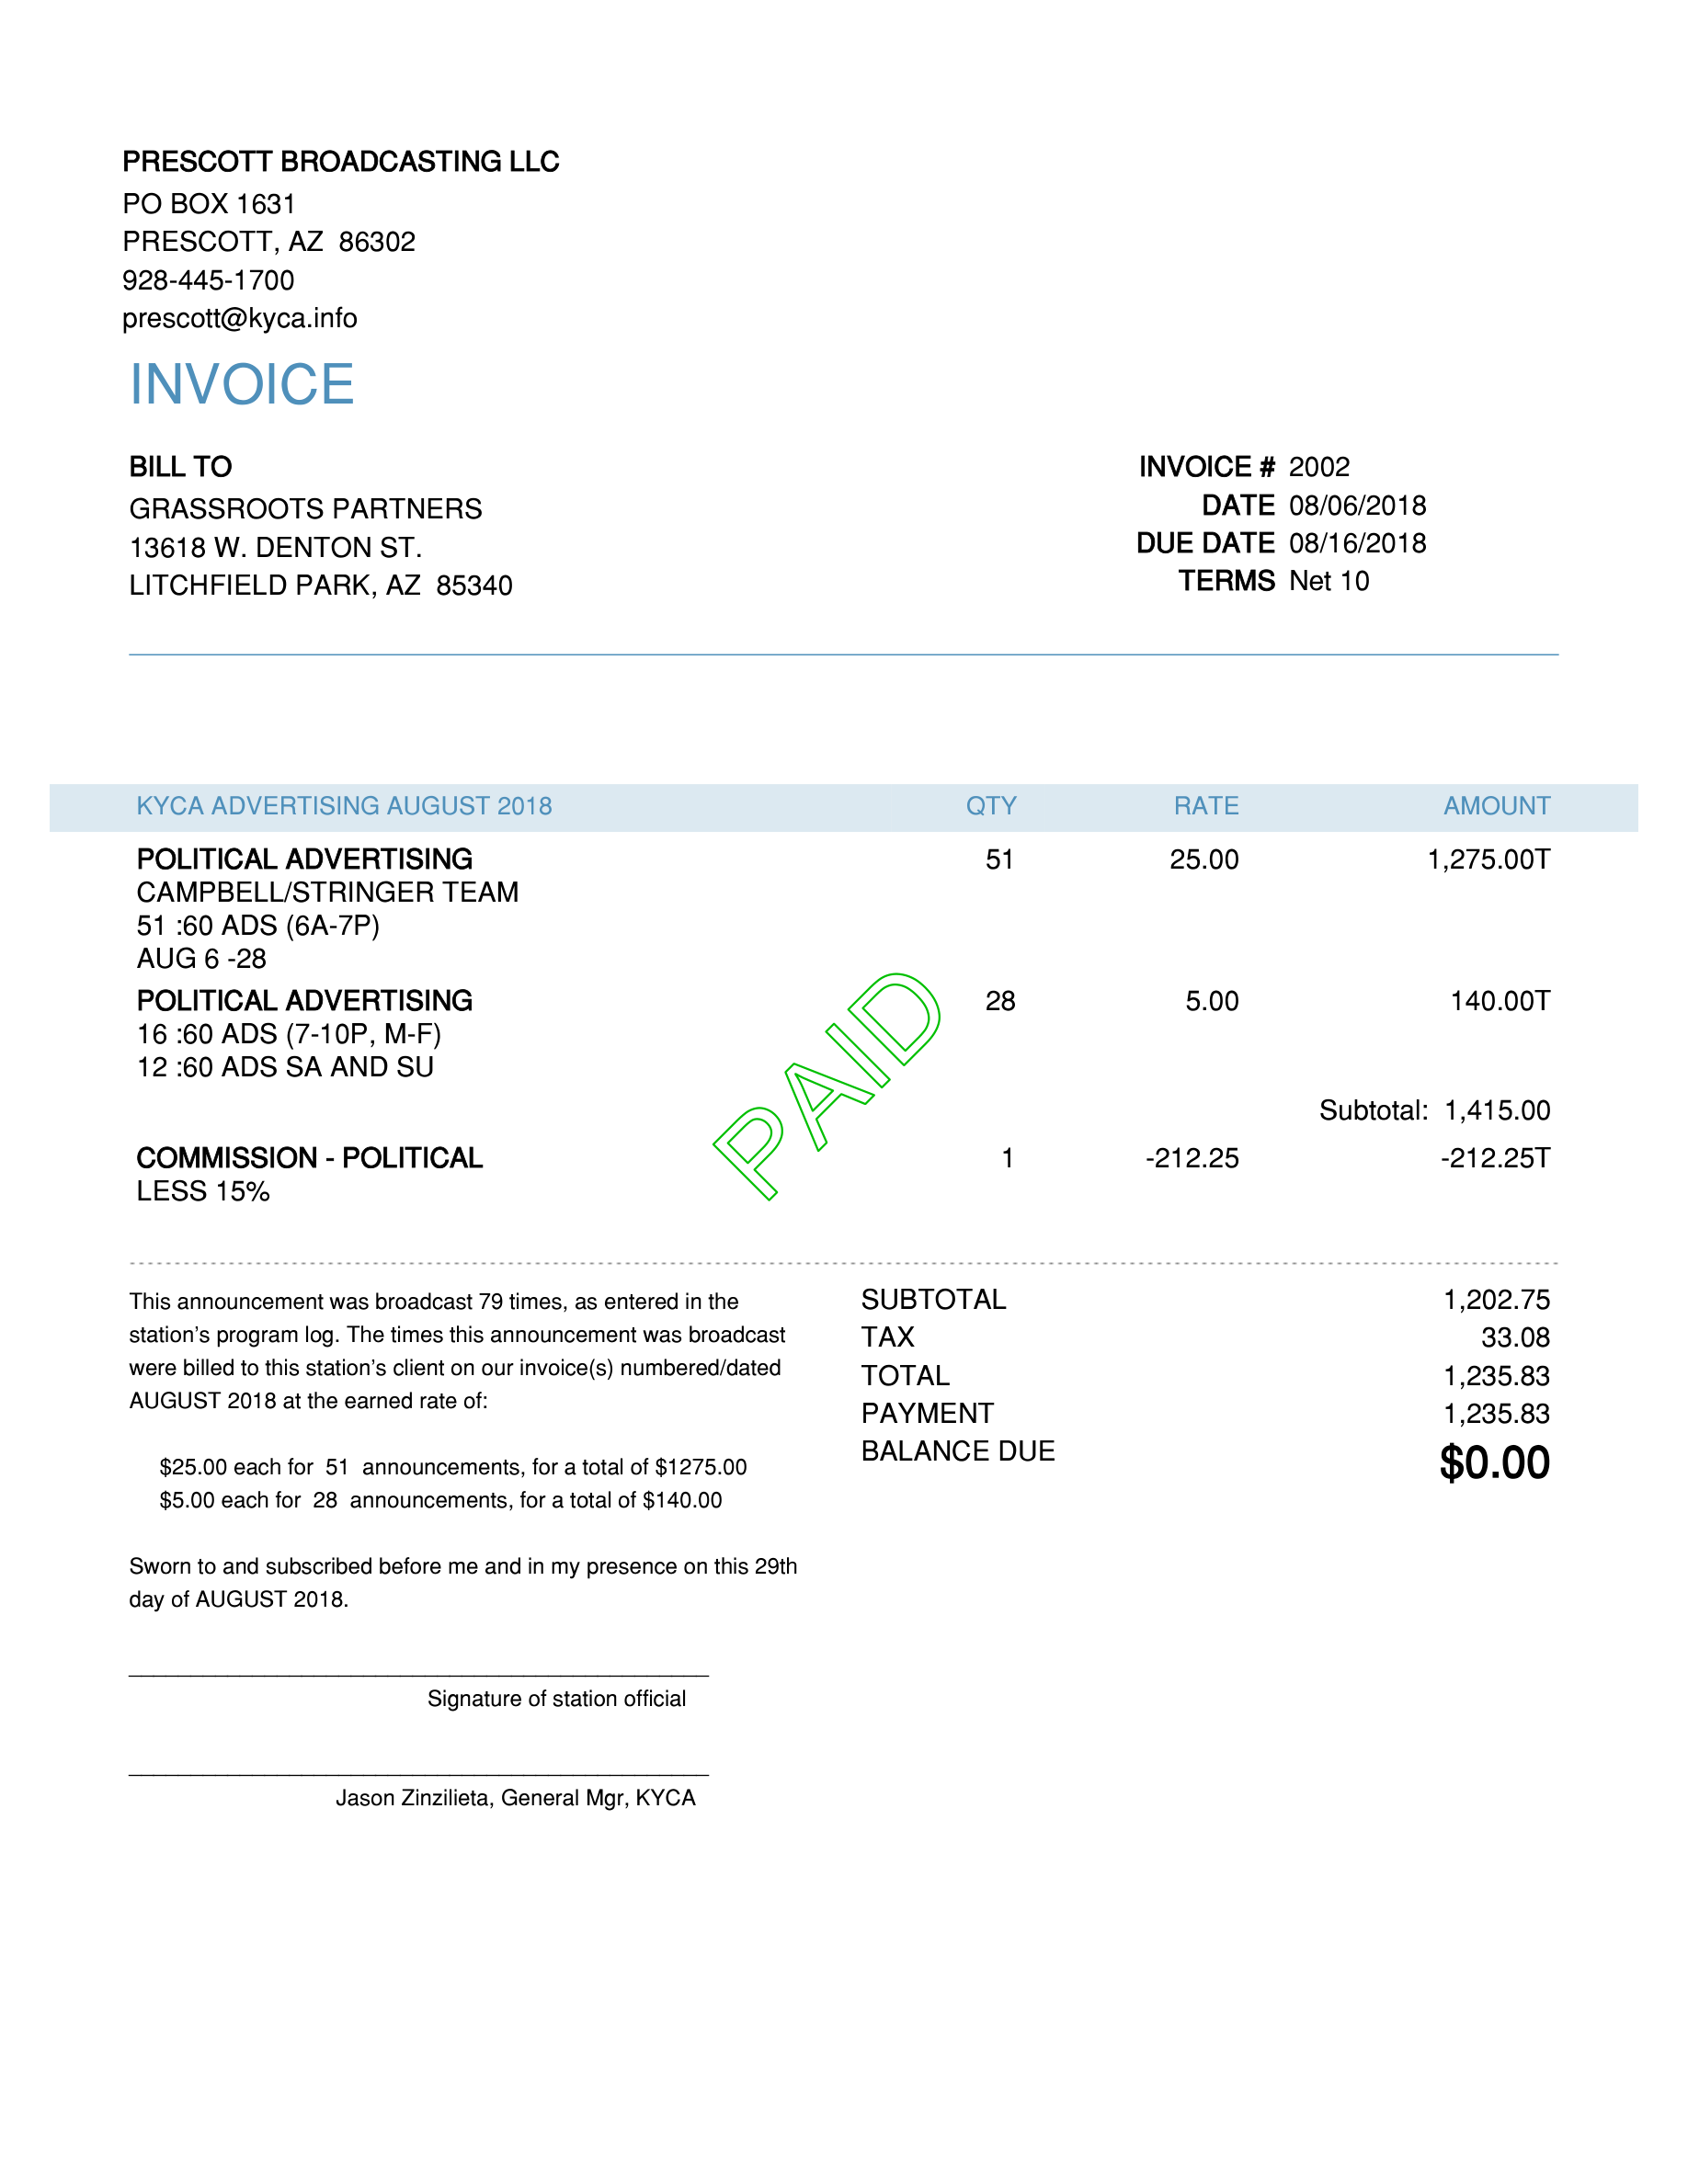 PRESCOTT BROADCASTING LLC
PO BOX 1631
PRESCOTT, AZ  86302
928-445-1700
prescott@kyca.info
INVOICE
BILL TO
GRASSROOTS PARTNERS
13618 W. DENTON ST.
LITCHFIELD PARK, AZ  85340
INVOICE # 2002
DATE 08/06/2018
DUE DATE 08/16/2018
TERMS Net 10
KYCA ADVERTISING AUGUST 2018 QTY RATE AMOUNT
POLITICAL ADVERTISING 51 25.00 1,275.00T
CAMPBELL/STRINGER TEAM
51 :60 ADS (6A-7P)
AUG 6 -28
POLITICAL ADVERTISING 28 5.00 140.00T
16 :60 ADS (7-10P, M-F)
12 :60 ADS SA AND SU
PAID
Subtotal: 1,415.00
COMMISSION - POLITICAL 1 -212.25 -212.25T
LESS 15%
This announcement was broadcast 79 times, as entered in the
station's program log. The times this announcement was broadcast
were billed to this station's client on our invoice(s) numbered/dated
AUGUST 2018 at the earned rate of:
$25.00 each for  51  announcements, for a total of $1275.00
$5.00 each for  28  announcements, for a total of $140.00
Sworn to and subscribed before me and in my presence on this 29th
day of AUGUST 2018.
Signature of station official
Jason Zinzilieta, General Mgr, KYCA
SUBTOTAL 1,202.75
TAX 33.08
TOTAL 1,235.83
PAYMENT 1,235.83
BALANCE DUE $0.00